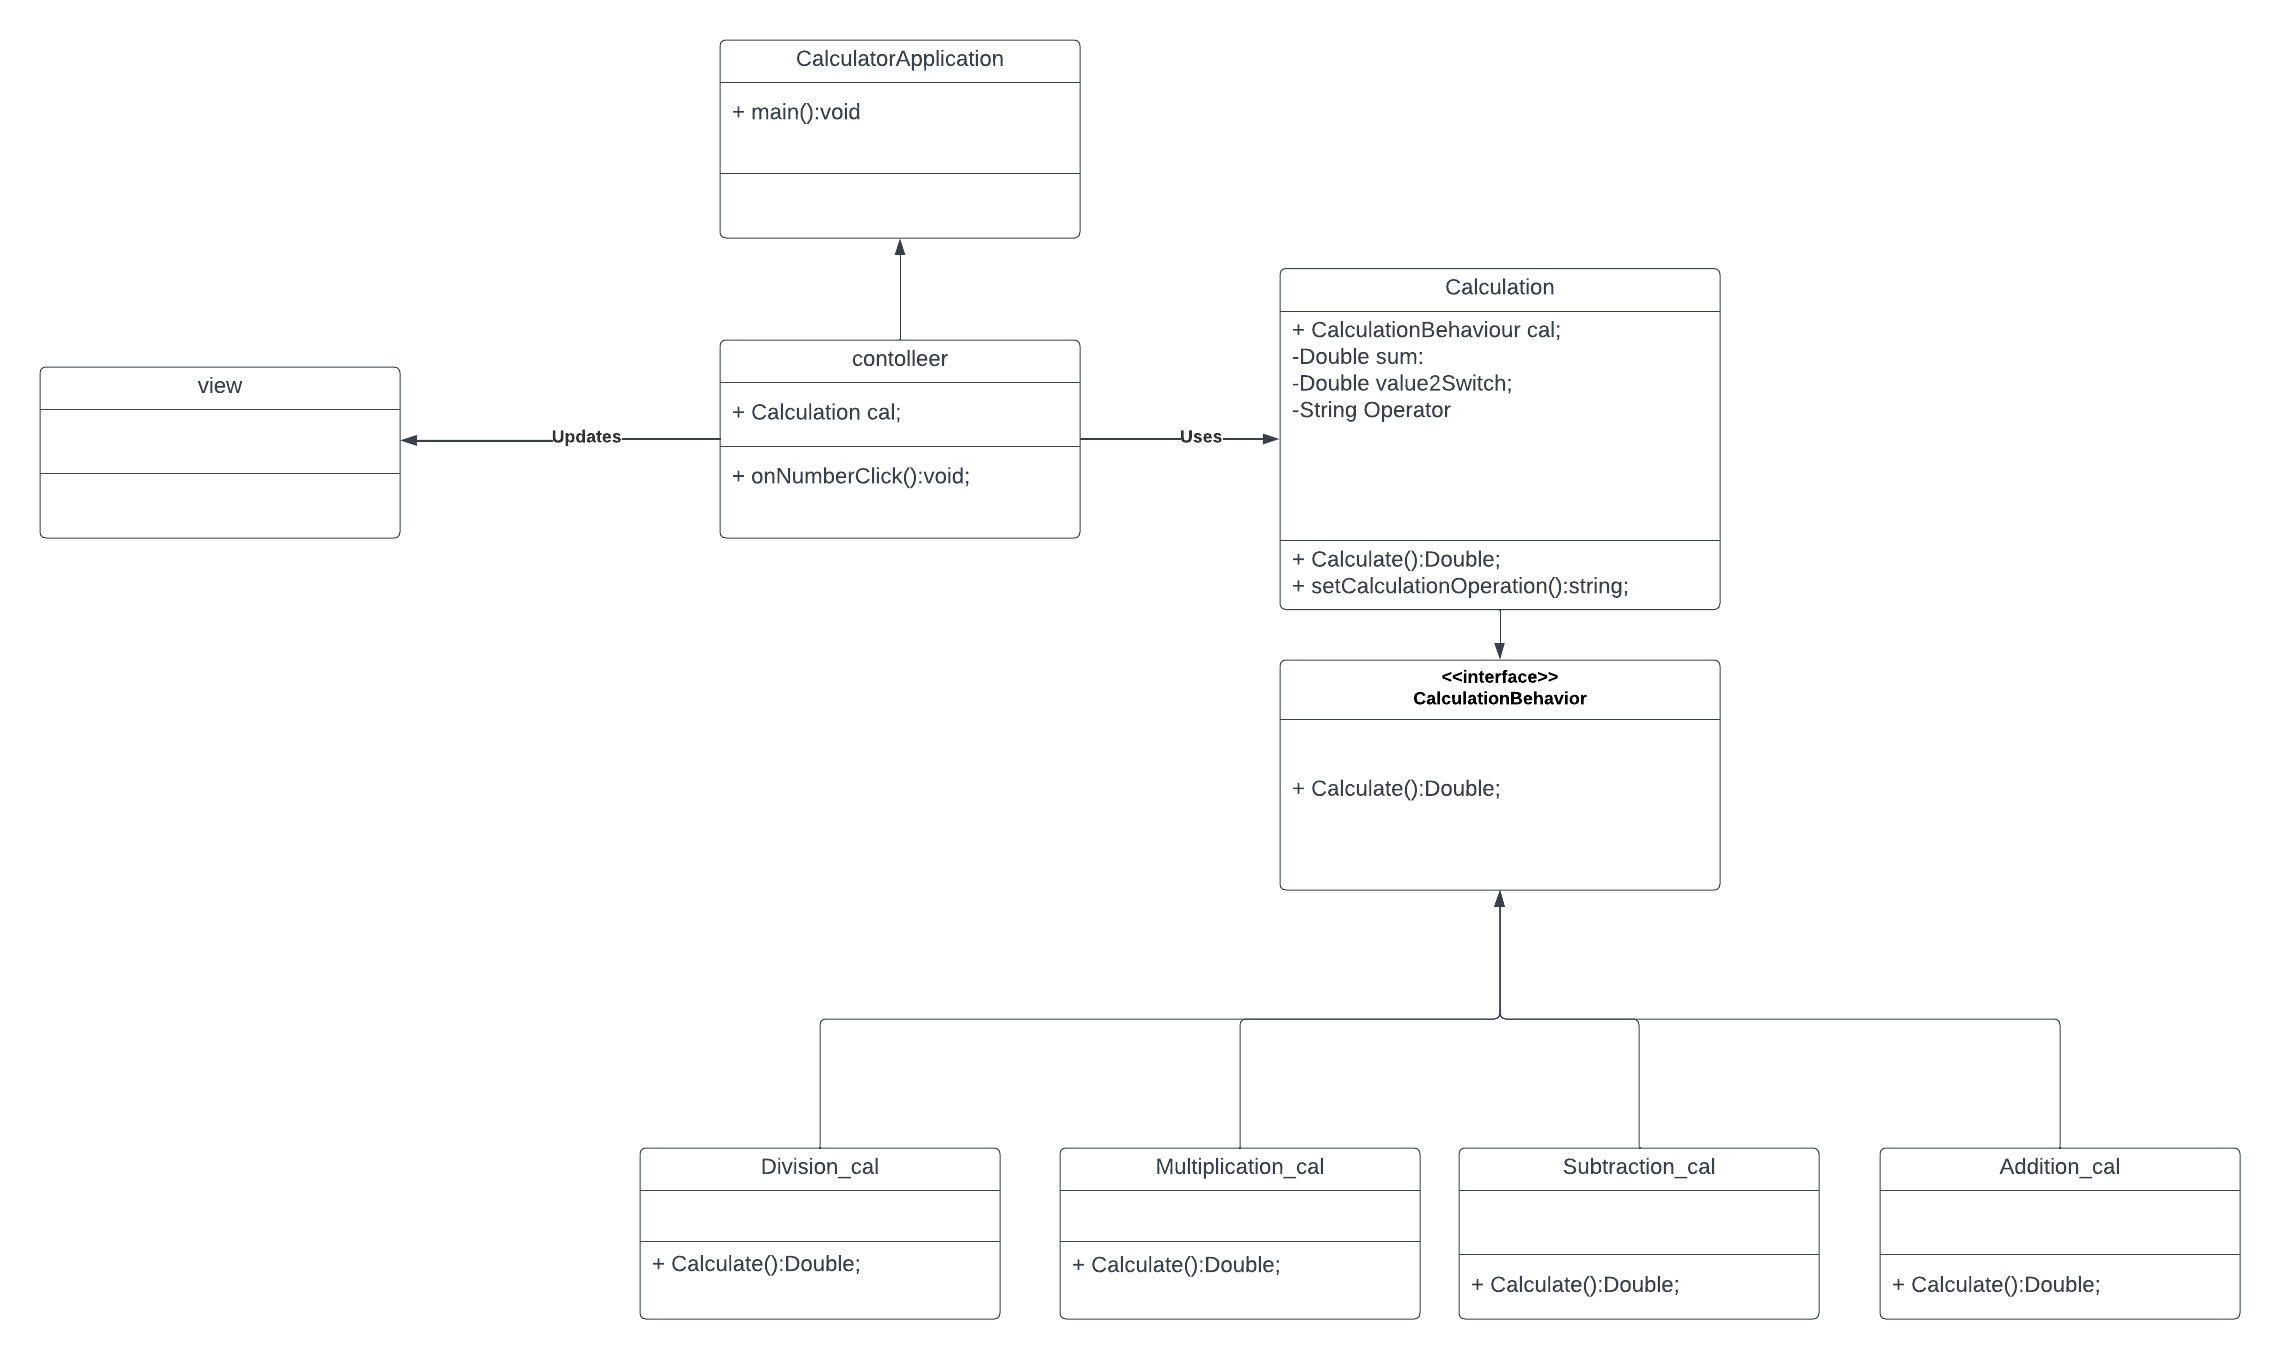 CalculatorApplication
+ main():void
Calculation
+ CalculationBehaviour cal;
-Double sum:
-Double value2Switch;
-String Operator
+ Calculate():Double;
+ setCalculationOperation():string;
contolleer
+ Calculation cal;
+ onNumberClick():void;
view
Updates
Uses
<<interface>>
CalculationBehavior
+ Calculate():Double;
Division_cal
+ Calculate():Double;
Multiplication_cal
+ Calculate():Double;
Subtraction_cal
+ Calculate():Double;
Addition_cal
+ Calculate():Double;